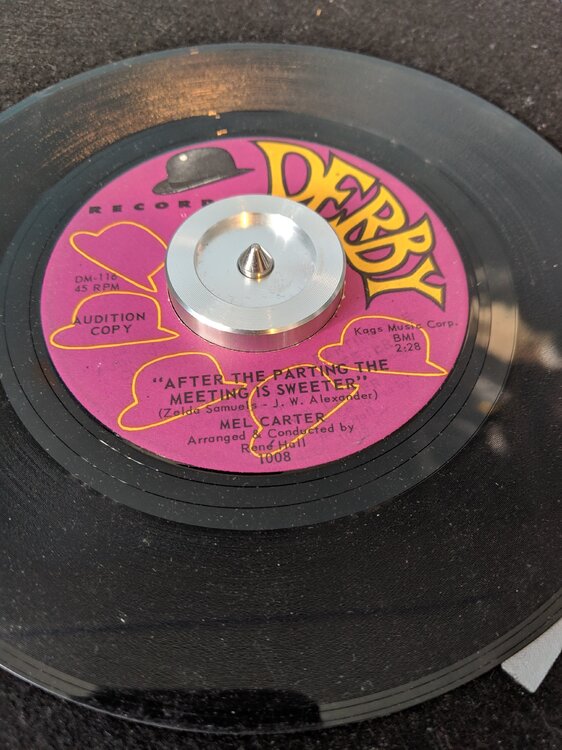 DERBY
RECORD
DM-118
45 RPM
AUDITION
COPY
Kags Music Corp.
BMI
2:28
"AFTER THE PARTING THE
MEETING IS SWEETER"
(Zelda Samuels - J. W. Alexander)
MEL CARTER
Arranged & Conducted by
René Hall
1008